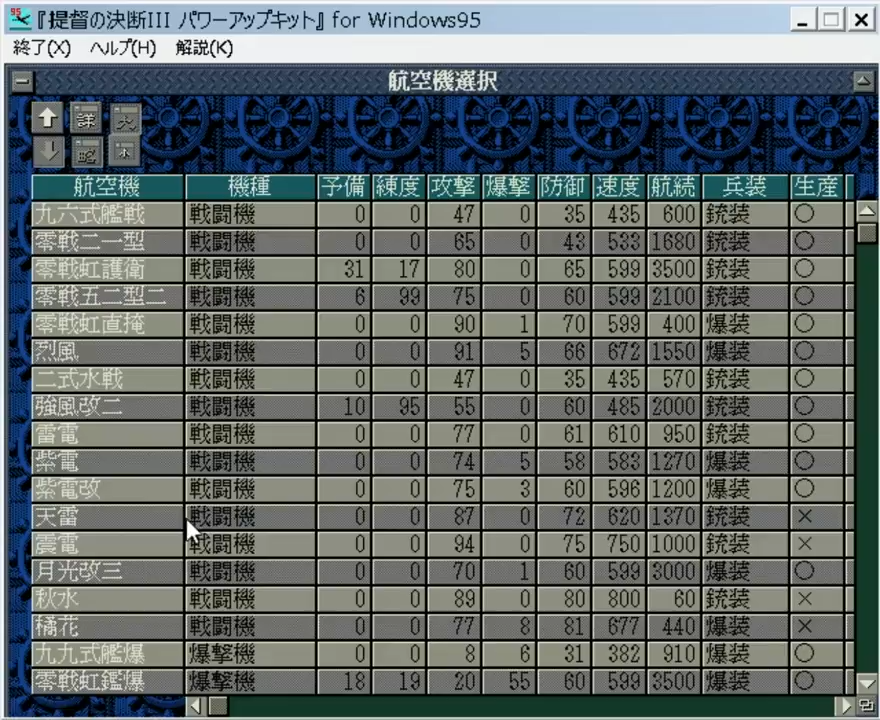 『提督の決断III パワーアップキット』 for Windows95
終了(X) ヘルプ(H) 解説(K)
航空機選択
詳 大
略 小
航空機 機種 予備 練度 攻撃 爆撃 防御 速度 航続 兵装 生産
九六式艦戦 戦闘機 0 0 47 0 35 435 600 銃装 ○
零戦二一型 戦闘機 0 0 65 0 43 533 1680 銃装 ○
零戦虹護衛 戦闘機 31 17 80 0 65 599 3500 銃装 ○
零戦五二型二 戦闘機 6 99 75 0 60 599 2100 銃装 ○
零戦虹直掩 戦闘機 0 0 90 1 70 599 400 爆装 ○
烈風 戦闘機 0 0 91 5 66 672 1550 爆装 ○
二式水戦 戦闘機 0 0 47 0 35 435 570 銃装 ○
強風改二 戦闘機 10 95 55 0 60 485 2000 銃装 ○
雷電 戦闘機 0 0 77 0 61 610 950 銃装 ○
紫電 戦闘機 0 0 74 5 58 583 1270 爆装 ○
紫電改 戦闘機 0 0 75 3 60 596 1200 爆装 ○
天雷 戦闘機 0 0 87 0 72 620 1370 銃装 ×
震電 戦闘機 0 0 94 0 75 750 1000 銃装 ×
月光改三 戦闘機 0 0 70 1 60 599 3000 爆装 ○
秋水 戦闘機 0 0 89 0 80 800 60 銃装 ×
橘花 戦闘機 0 0 77 8 81 677 440 爆装 ×
九九式艦爆 爆撃機 0 0 8 6 31 382 910 爆装 ○
零戦虹鑑爆 爆撃機 18 19 20 55 60 599 3500 爆装 ○